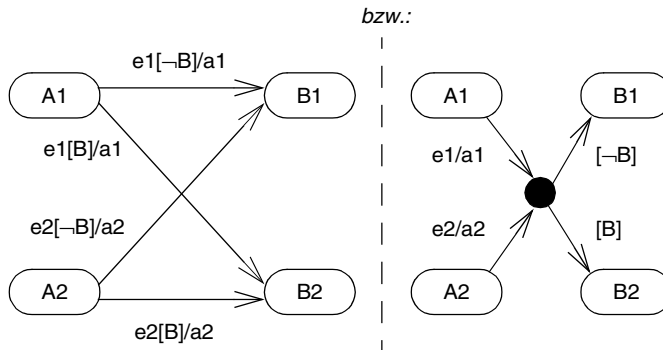 bzw.:
e1[¬B]/a1
A1
B1
e1[B]/a1
e2[¬B]/a2
A2
B2
e2[B]/a2
A1
B1
e1/a1
[¬B]
e2/a2
[B]
A2
B2